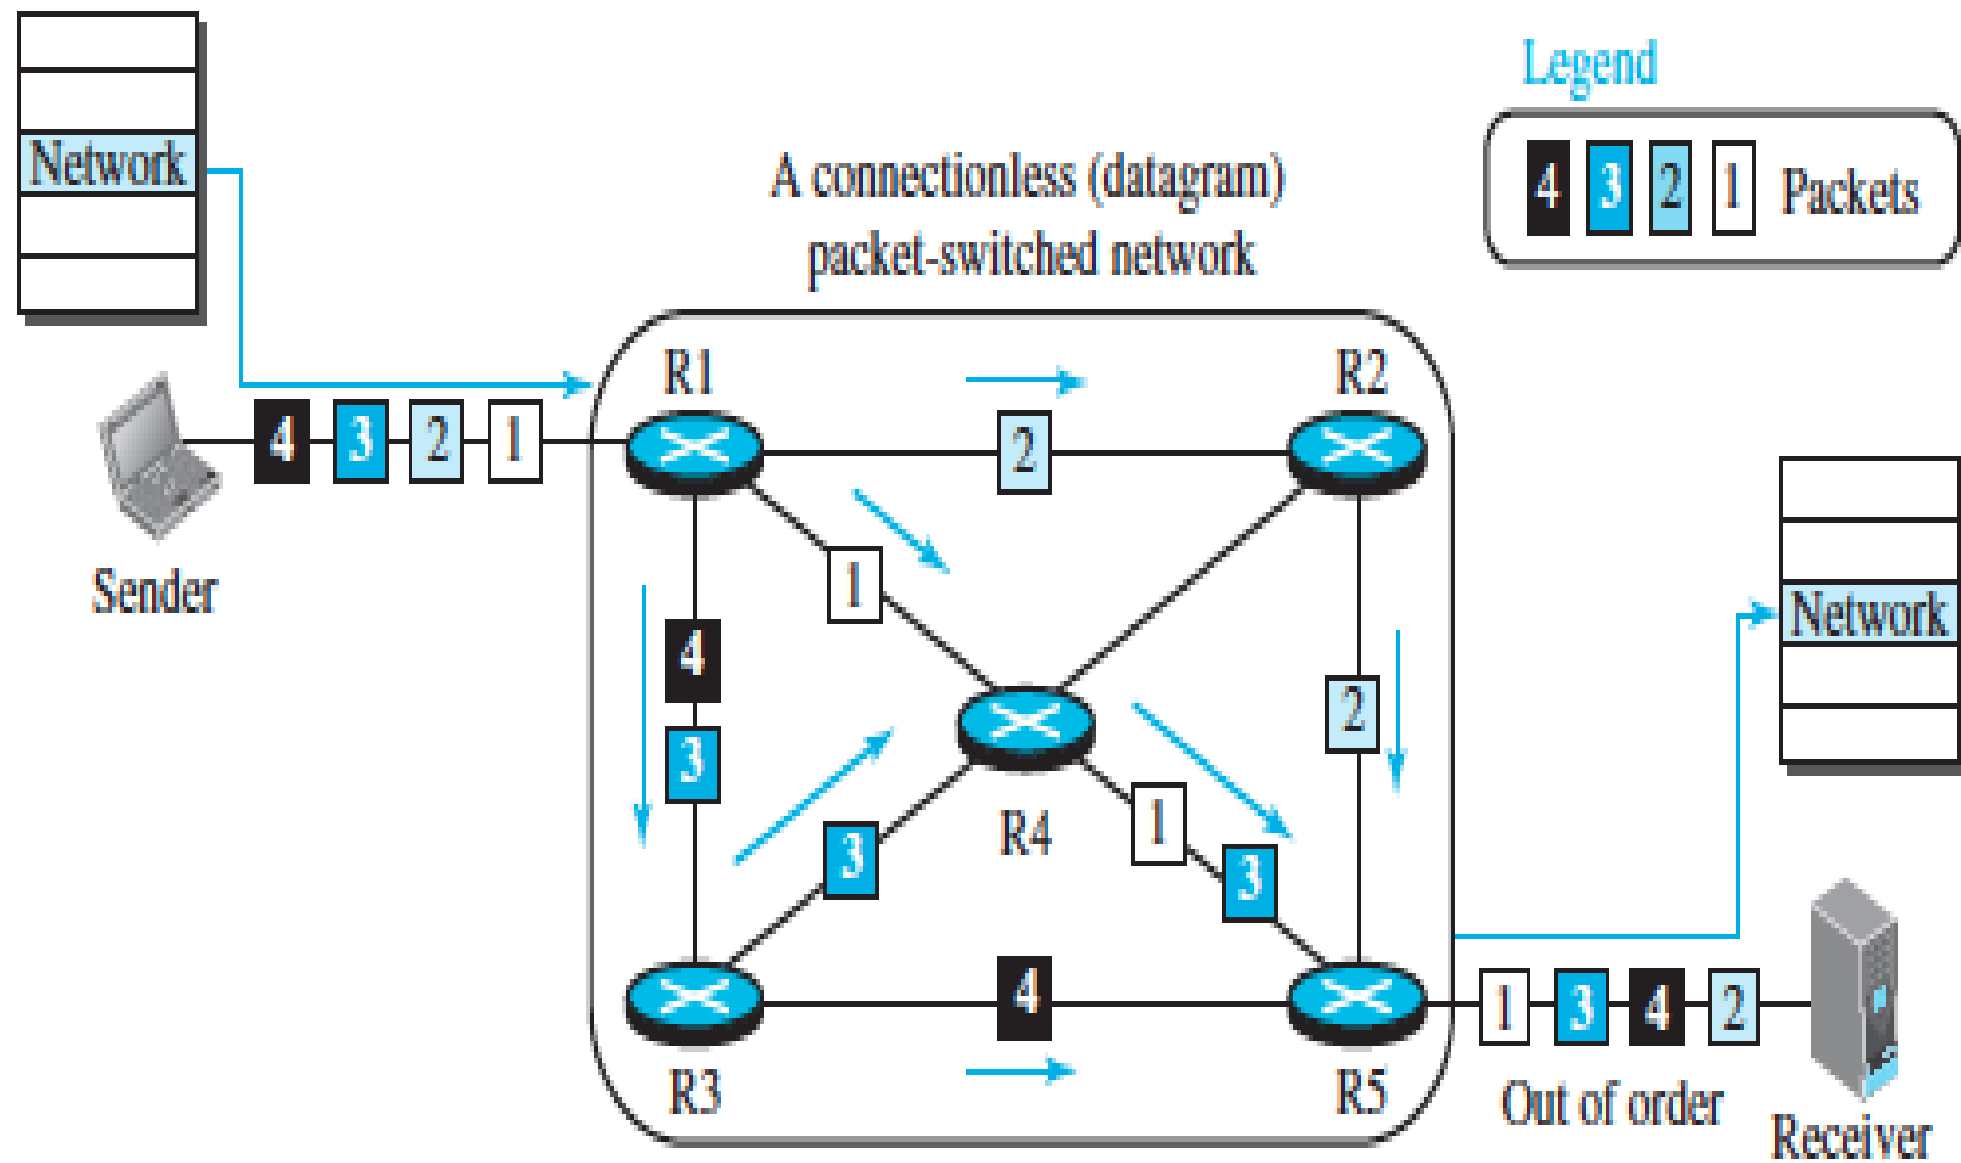 Legend
Network
4 3 2 1 Packets
A connectionless (datagram)
packet-switched network
R1
R2
4 3 2 1
2
Sender
1
Network
4
2
3
R4
1
3
3
4
1 3 4 2
R3
R5
Out of order
Receiver